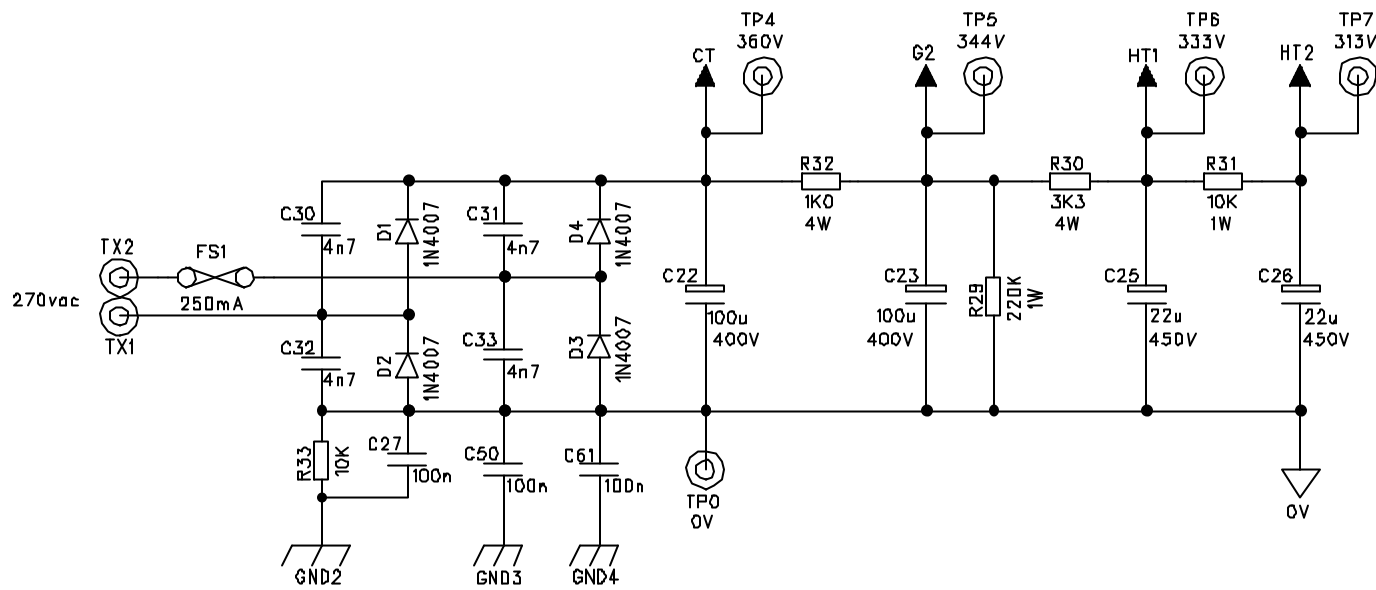 TP4
360V
TP5
344V
TP6
333V
TP7
313V
CT
G2
HT1
HT2
R32
1K0
4W
R30
3K3
4W
R31
10K
1W
C30
4n7
D1
1N4007
C31
4n7
D4
1N4007
TX2
FS1
250mA
270vac
TX1
C22
100u
400V
C23
100u
400V
R29
220K
1W
C25
22u
450V
C26
22u
450V
C32
4n7
D2
1N4007
C33
4n7
D3
1N4007
R33
10K
C27
100n
C50
100n
C61
100n
TP0
0V
0V
GND2
GND3
GND4